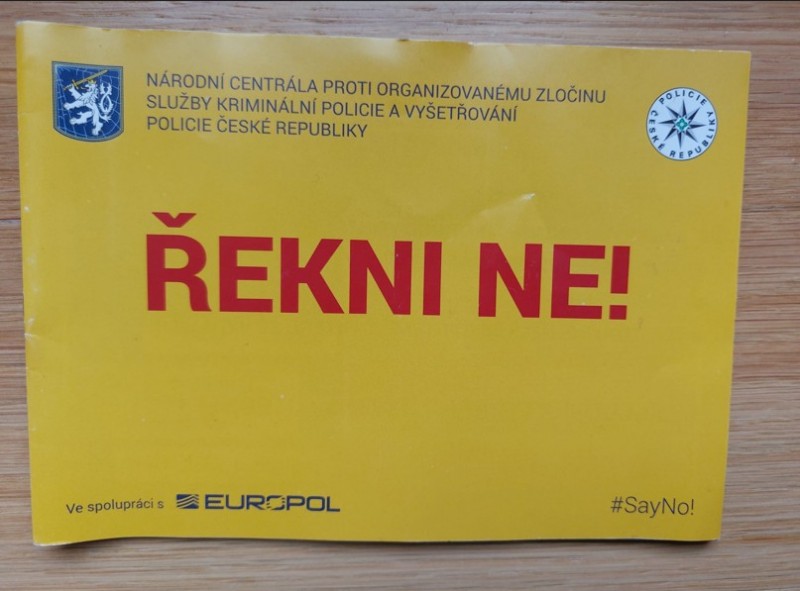 NÁRODNÍ CENTRÁLA PROTI ORGANIZOVANÉMU ZLOČINU
SLUŽBY KRIMINÁLNÍ POLICIE A VYŠETŘOVÁNÍ
POLICIE ČESKÉ REPUBLIKY
POLICIE ČESKÉ REPUBLIKY
ŘEKNI NE!
Ve spolupráci s EUROPOL
#SayNo!